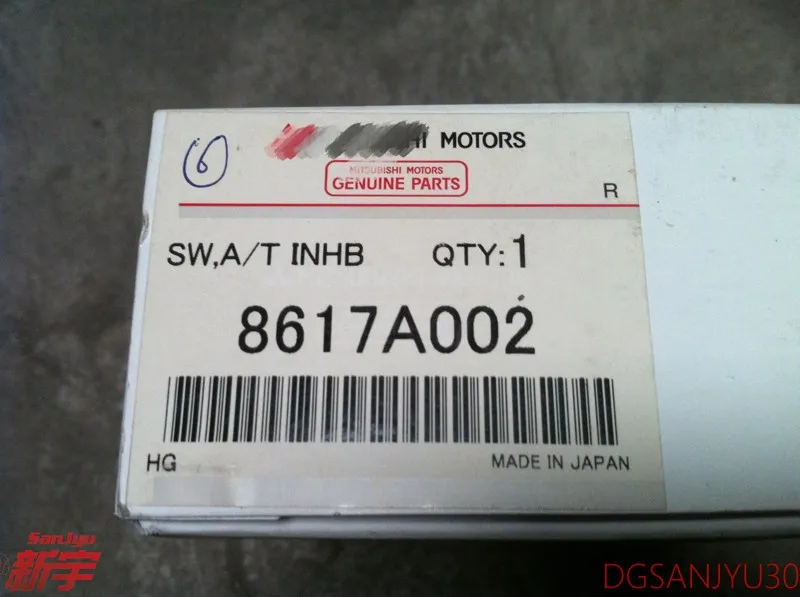 6
MOTORS
MITSUBISHI MOTORS
GENUINE PARTS
R
SW,A/T INHB QTY:1
8617A002
HG MADE IN JAPAN
SanJyu
新宇
DGSANJYU30